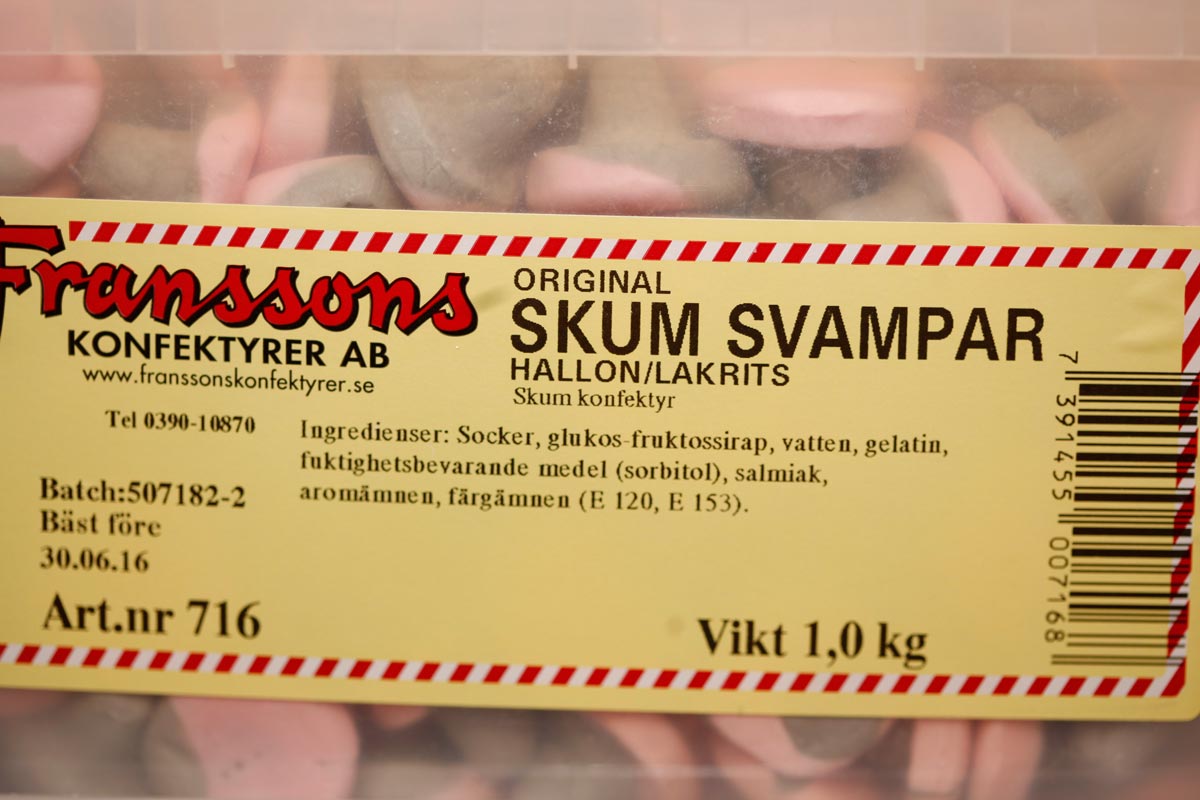 Franssons
KONFEKTYRER AB
www.franssonskonfektyrer.se
Tel 0390-10870
Batch:507182-2
Bäst före
30.06.16
Art.nr 716
ORIGINAL
SKUM SVAMPAR
HALLON/LAKRITS
Skum konfektyr
Ingredienser: Socker, glukos-fruktossirap, vatten, gelatin,
fuktighetsbevarande medel (sorbitol), salmiak,
aromämnen, färgämnen (E 120, E 153).
Vikt 1,0 kg
7 391455 007168